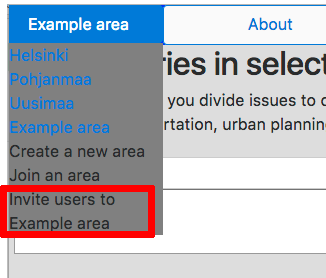 Example area About
Helsinki
Pohjanmaa
Uusimaa
Example area
Create a new area
Join an area
Invite users to
Example area
ries in select
you divide issues to
rtation, urban planning